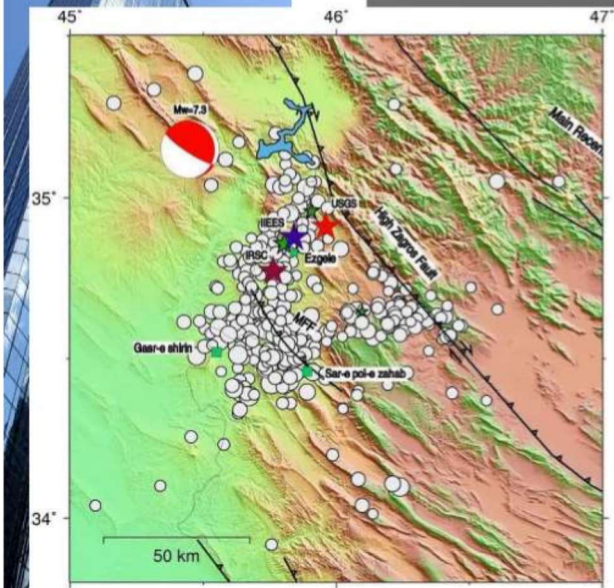 45°
46°
47°
Mw=7.3
Main Recen
35°
USGS
High Zagros Fault
IIEES
Ezgele
IRSC
MFF
Gasr-e shirin
Sar-e pol-e zahab
34°
50 km